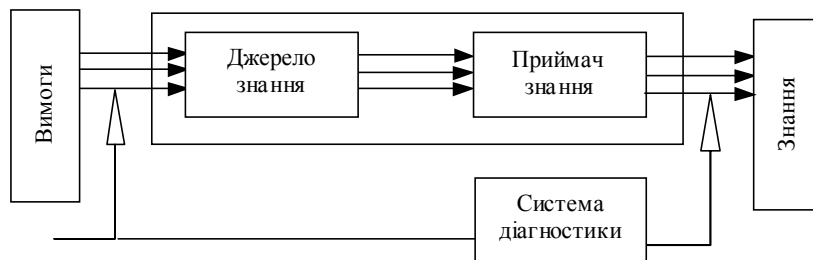 Вимоги
Джерело
знання
Приймач
знання
Знання
Система
діагностики